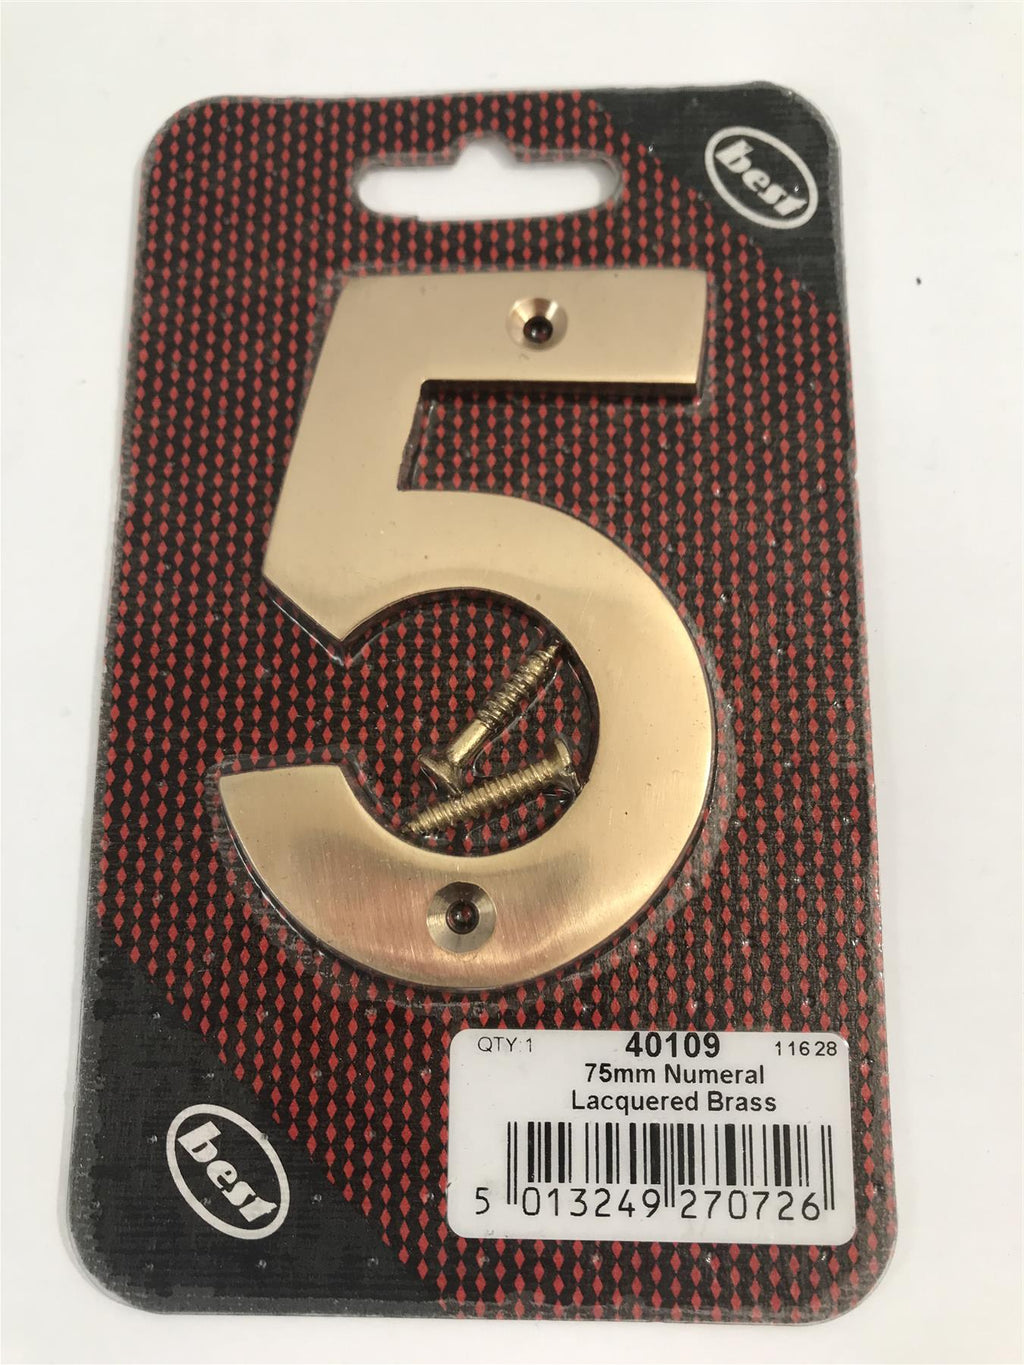 best
5
QTY:1 40109 11628
75mm Numeral
Lacquered Brass
5 013249 270726
best